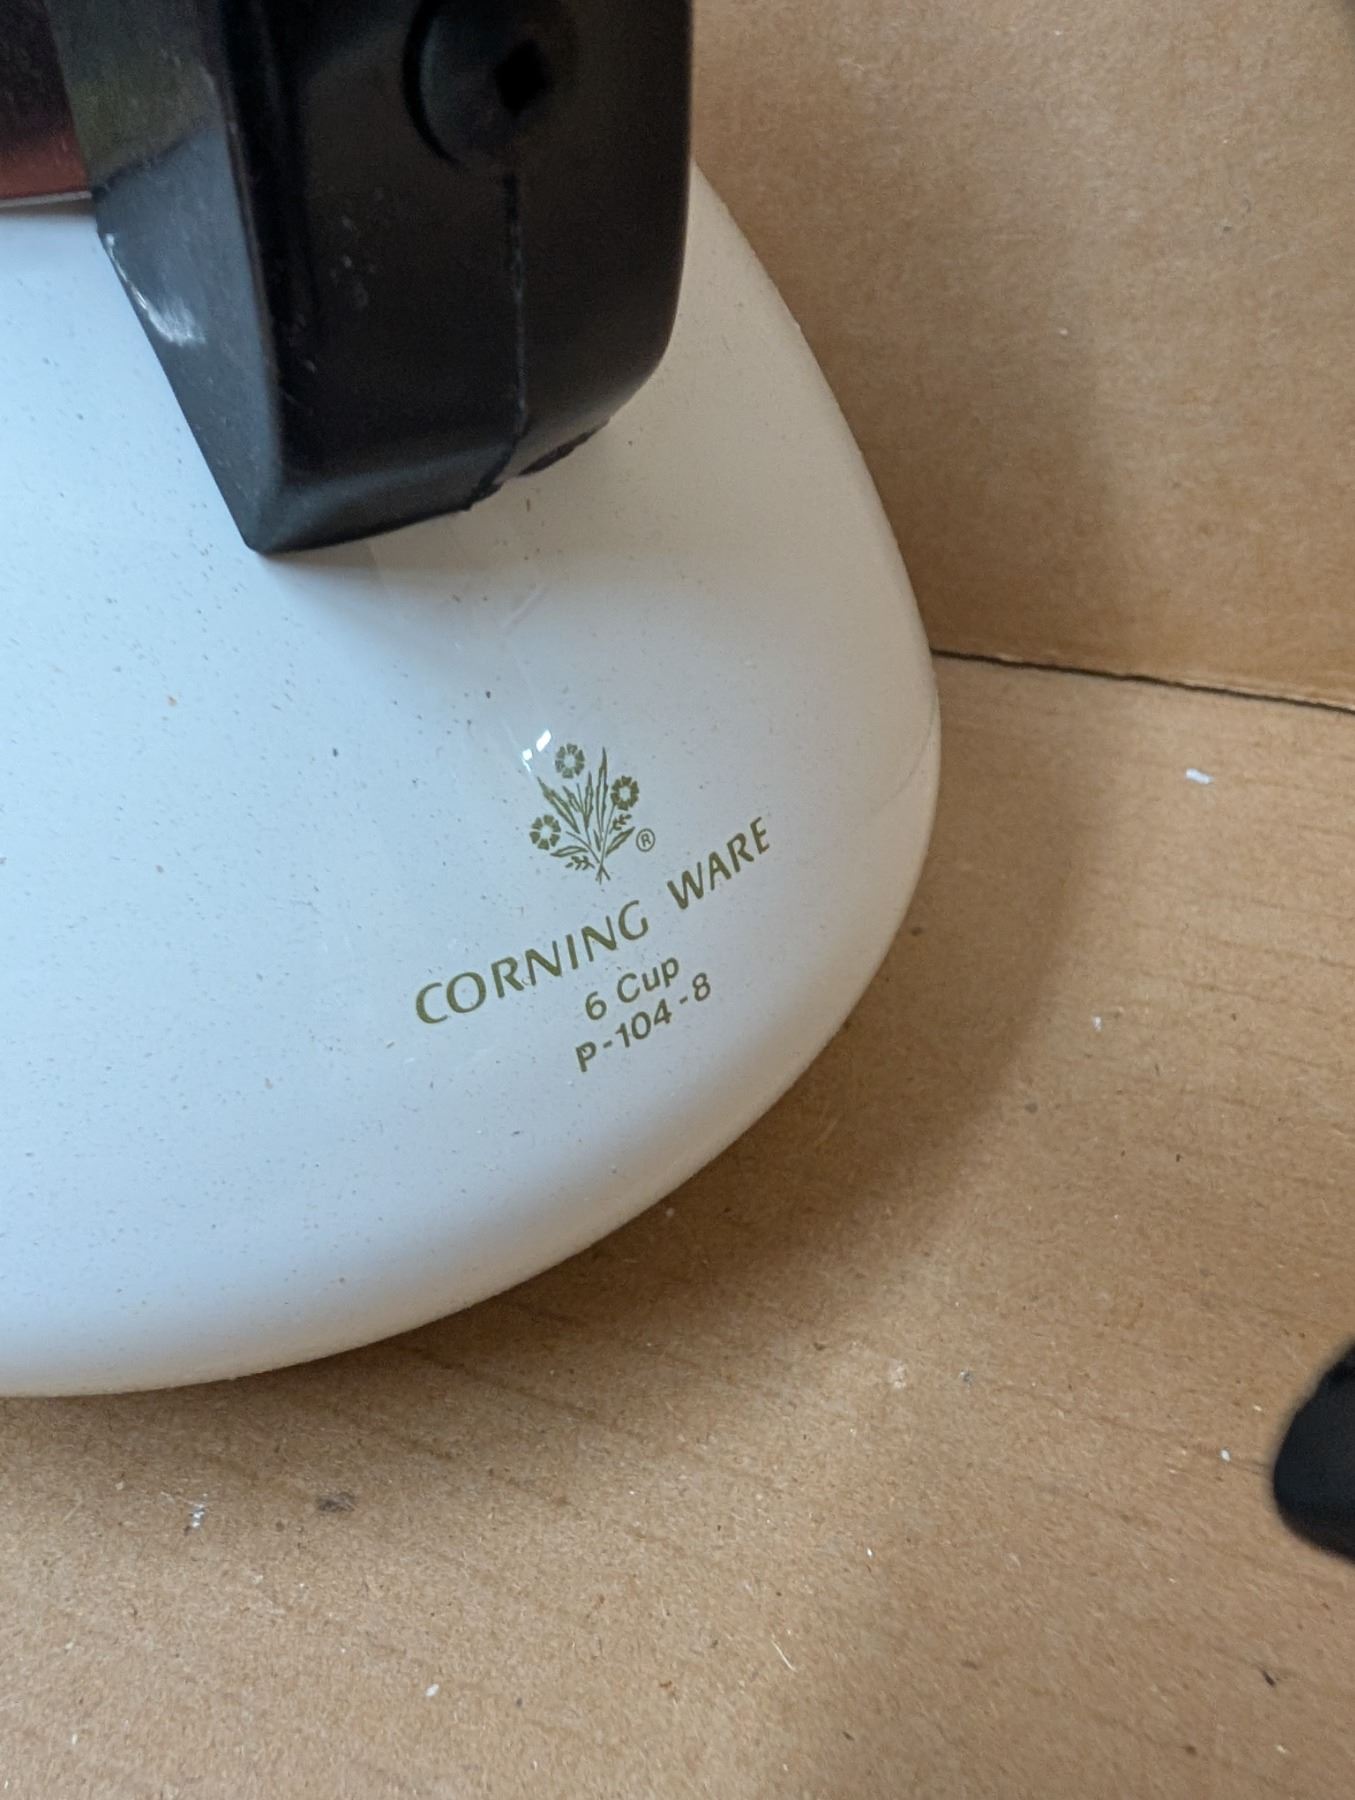 ®
CORNING WARE
6 Cup
P-104-8